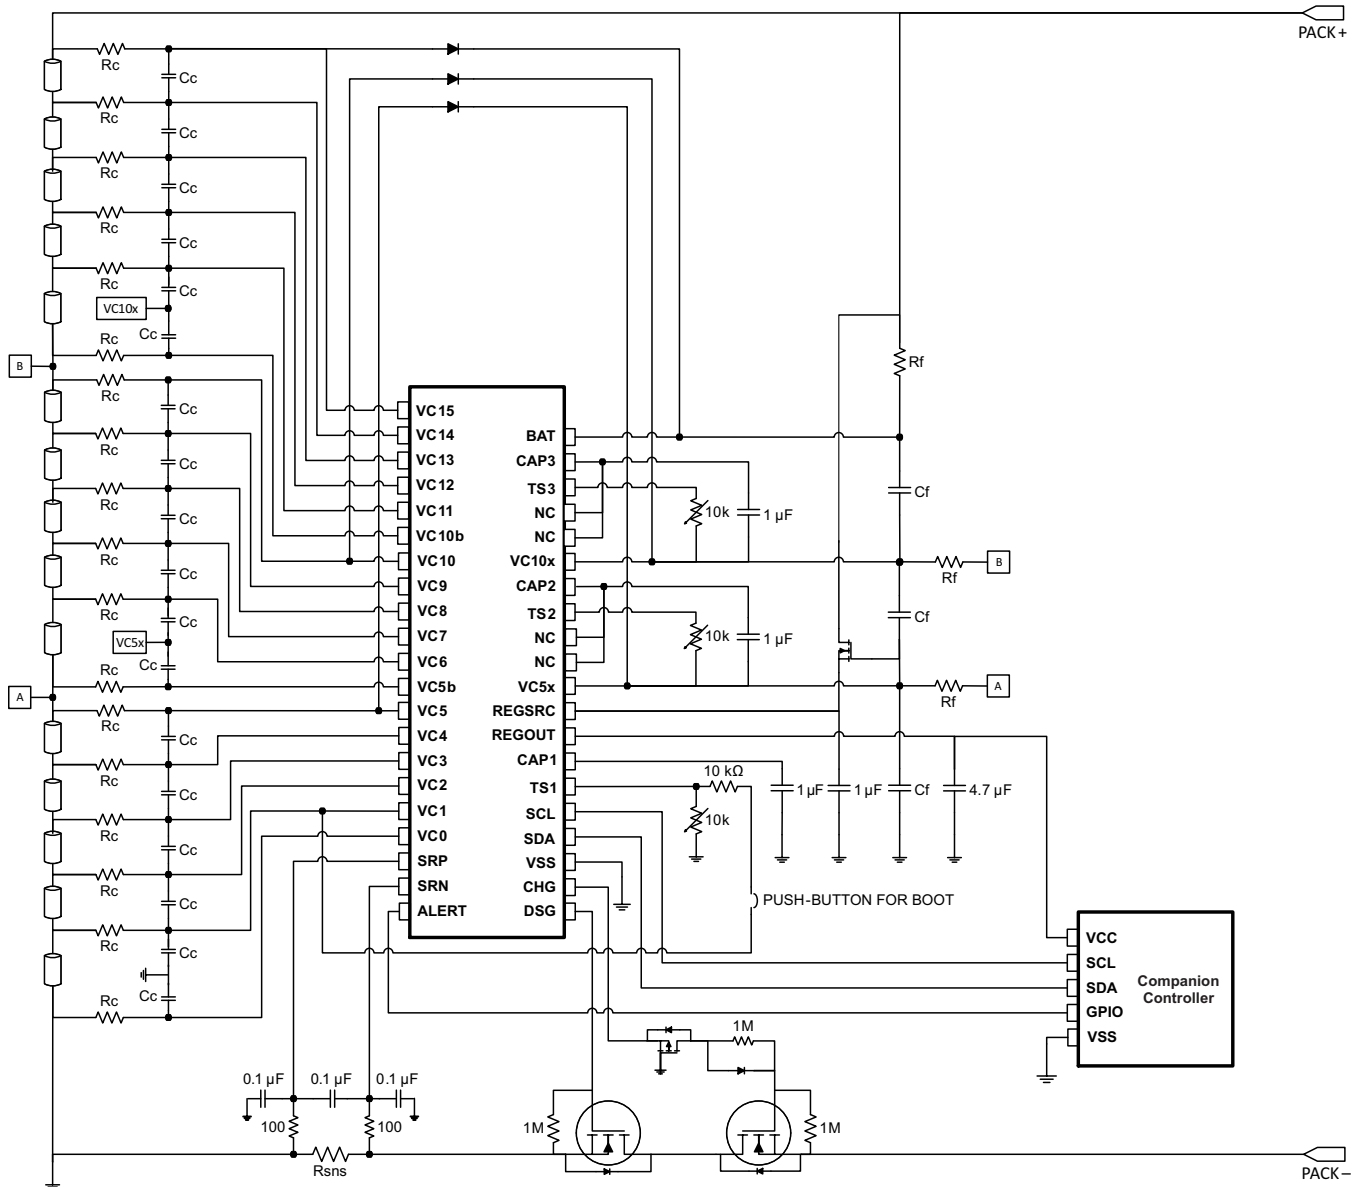 PACK+
Rc
Cc
Rc
Cc
Rc
Cc
Rc
Cc
Rc
Cc
VC10x
Cc
Rc
B
Rc
Cc
Rc
Cc
Rc
Cc
Rc
Cc
Rc
Cc
VC5x
Cc
Rc
A
Rc
Cc
Rc
Cc
Rc
Cc
Rc
Cc
Rc
Cc
Cc
Rc
VC15
VC14
VC13
VC12
VC11
VC10b
VC10
VC9
VC8
VC7
VC6
VC5b
VC5
VC4
VC3
VC2
VC1
VC0
SRP
SRN
ALERT
BAT
CAP3
TS3
NC
NC
VC10x
CAP2
TS2
NC
NC
VC5x
REGSRC
REGOUT
CAP1
TS1
SCL
SDA
VSS
CHG
DSG
10k
1 µF
10k
1 µF
Rf
Cf
Rf
B
Cf
Rf
A
10 kΩ
10k
1 µF
1 µF
Cf
4.7 µF
PUSH-BUTTON FOR BOOT
VCC
SCL
SDA
GPIO
VSS
Companion
Controller
1M
0.1 µF
0.1 µF
0.1 µF
100
100
Rsns
1M
1M
PACK–